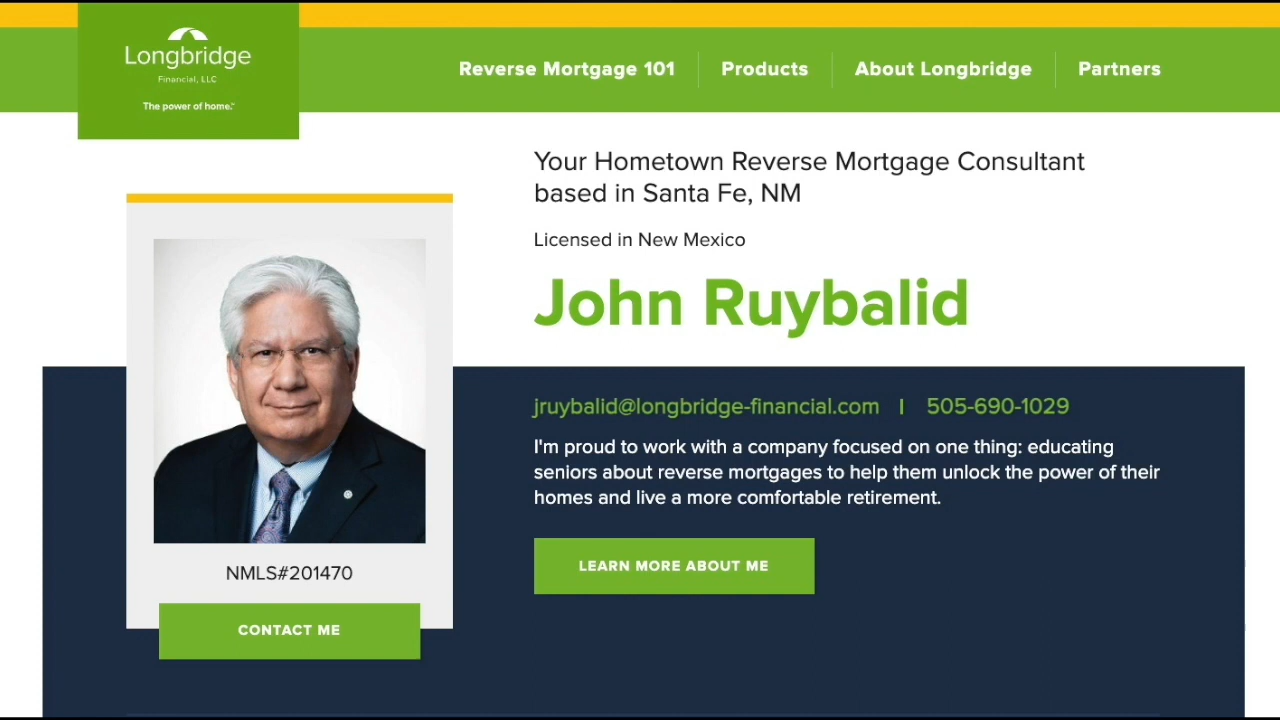 Longbridge
Financial, LLC
The power of home.™
Reverse Mortgage 101
Products
About Longbridge
Partners
Your Hometown Reverse Mortgage Consultant
based in Santa Fe, NM
Licensed in New Mexico
John Ruybalid
jruybalid@longbridge-financial.com | 505-690-1029
I'm proud to work with a company focused on one thing: educating
seniors about reverse mortgages to help them unlock the power of their
homes and live a more comfortable retirement.
LEARN MORE ABOUT ME
NMLS#201470
CONTACT ME